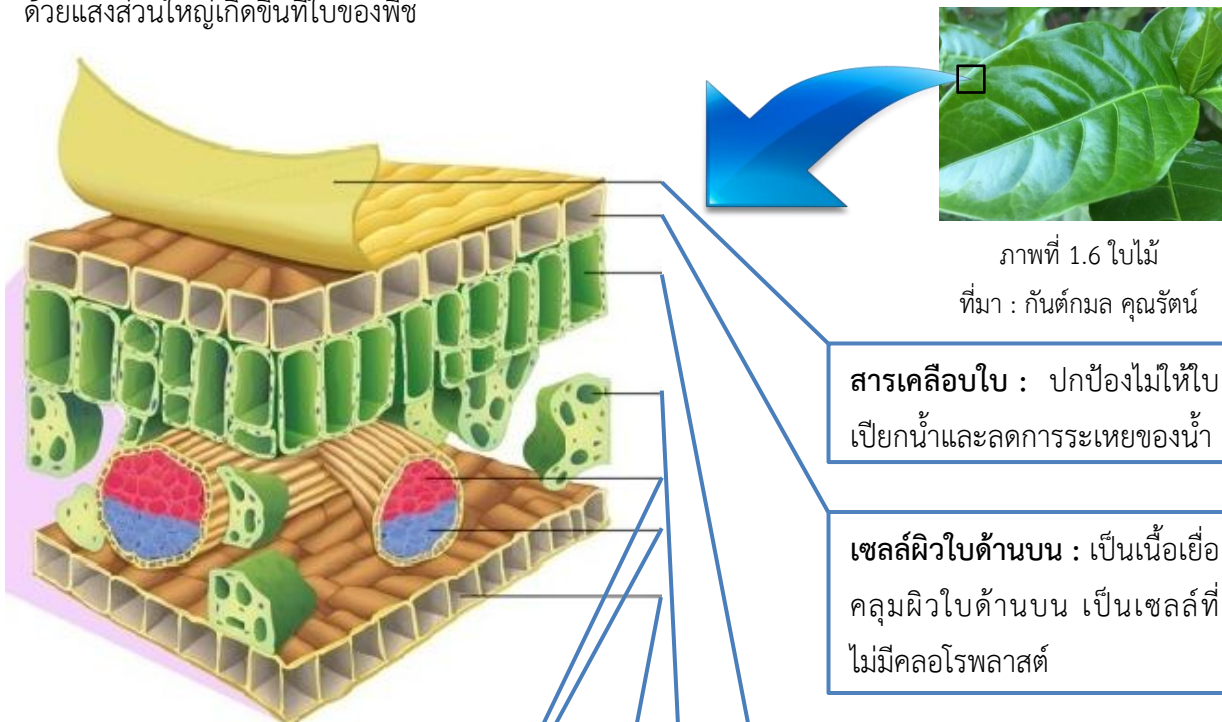 ด้วยแสงส่วนใหญ่เกิดขึ้นที่ใบของพืช
ภาพที่ 1.6 ใบไม้
ที่มา : กันต์กมล คุณรัตน์
สารเคลือบใบ : ปกป้องไม่ให้ใบ
เปียกน้ำและลดการระเหยของน้ำ
เซลล์ผิวใบด้านบน : เป็นเนื้อเยื่อ
คลุมผิวใบด้านบน เป็นเซลล์ที่
ไม่มีคลอโรพลาสต์